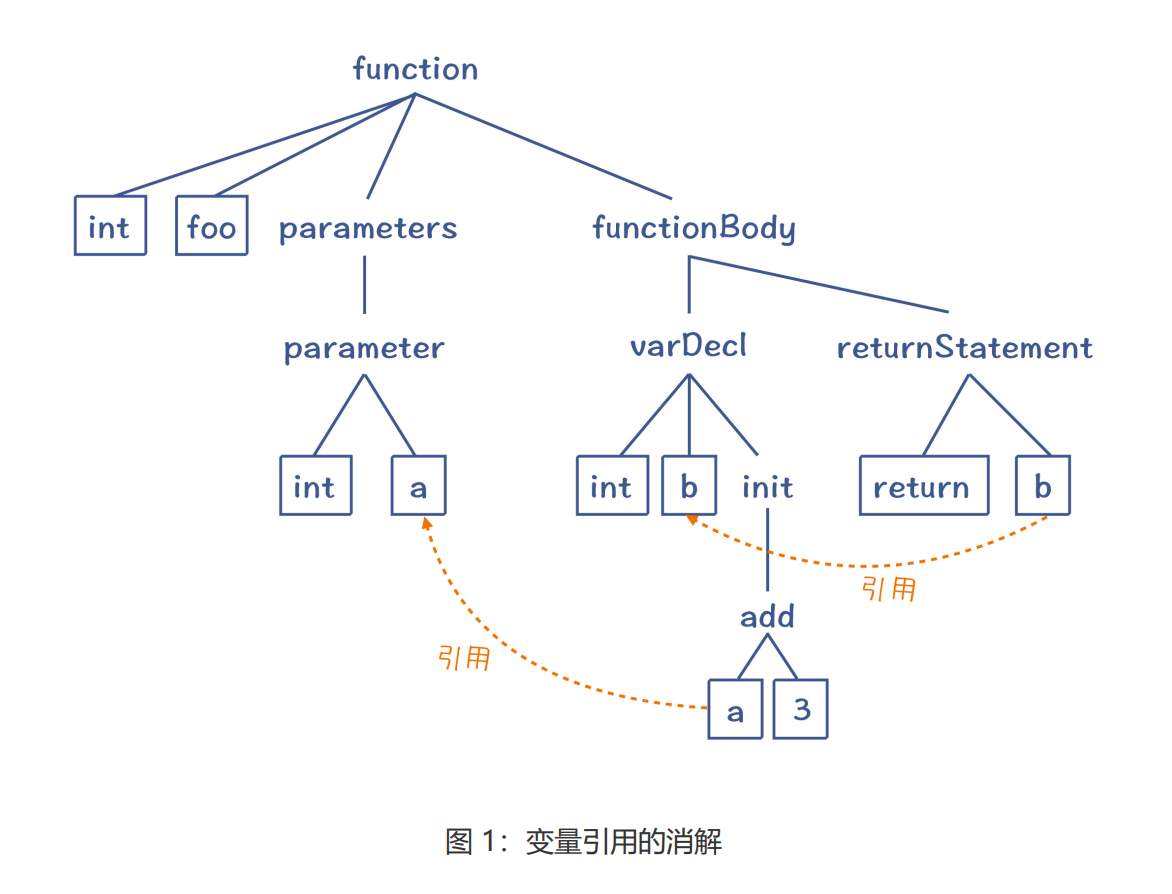 function
int foo parameters functionBody
parameter varDecl returnStatement
int a int b init return b
引用
add
引用
a 3
图 1：变量引用的消解